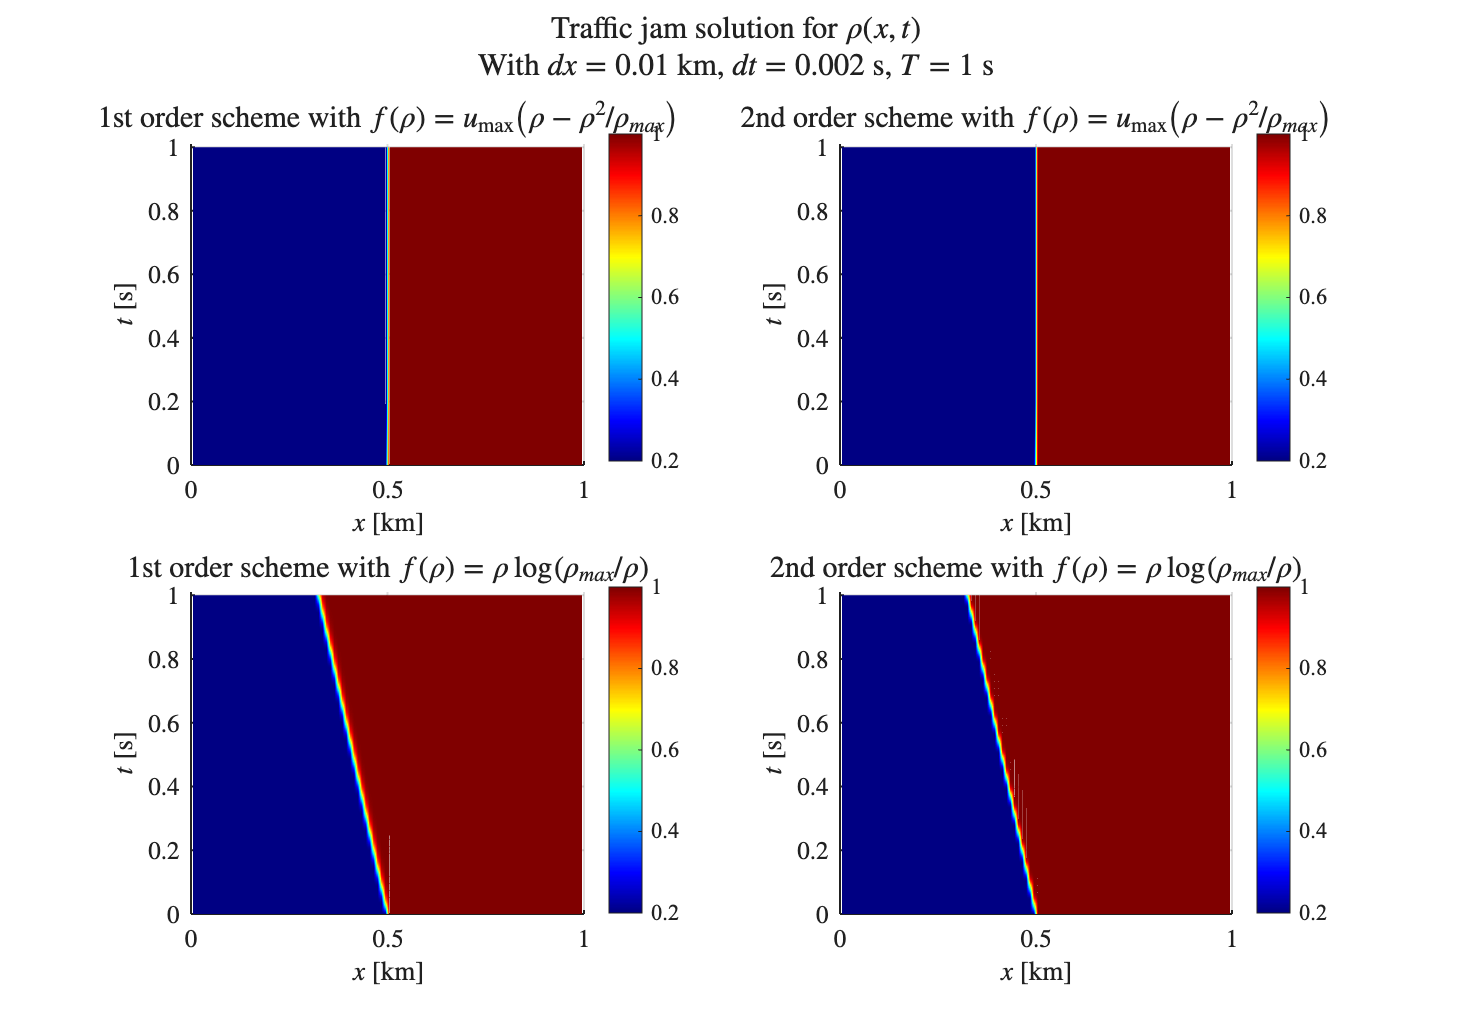 Traffic jam solution for ρ(x, t)
With dx = 0.01 km, dt = 0.002 s, T = 1 s
1st order scheme with f(ρ) = u_max(ρ − ρ²/ρ_max)
1
0.8
0.6
0.4
0.2
0
t [s]
0 0.5 1
x [km]
1
0.8
0.6
0.4
0.2
2nd order scheme with f(ρ) = u_max(ρ − ρ²/ρ_max)
1
0.8
0.6
0.4
0.2
0
t [s]
0 0.5 1
x [km]
1
0.8
0.6
0.4
0.2
1st order scheme with f(ρ) = ρ log(ρ_max/ρ)
1
0.8
0.6
0.4
0.2
0
t [s]
0 0.5 1
x [km]
1
0.8
0.6
0.4
0.2
2nd order scheme with f(ρ) = ρ log(ρ_max/ρ)
1
0.8
0.6
0.4
0.2
0
t [s]
0 0.5 1
x [km]
1
0.8
0.6
0.4
0.2